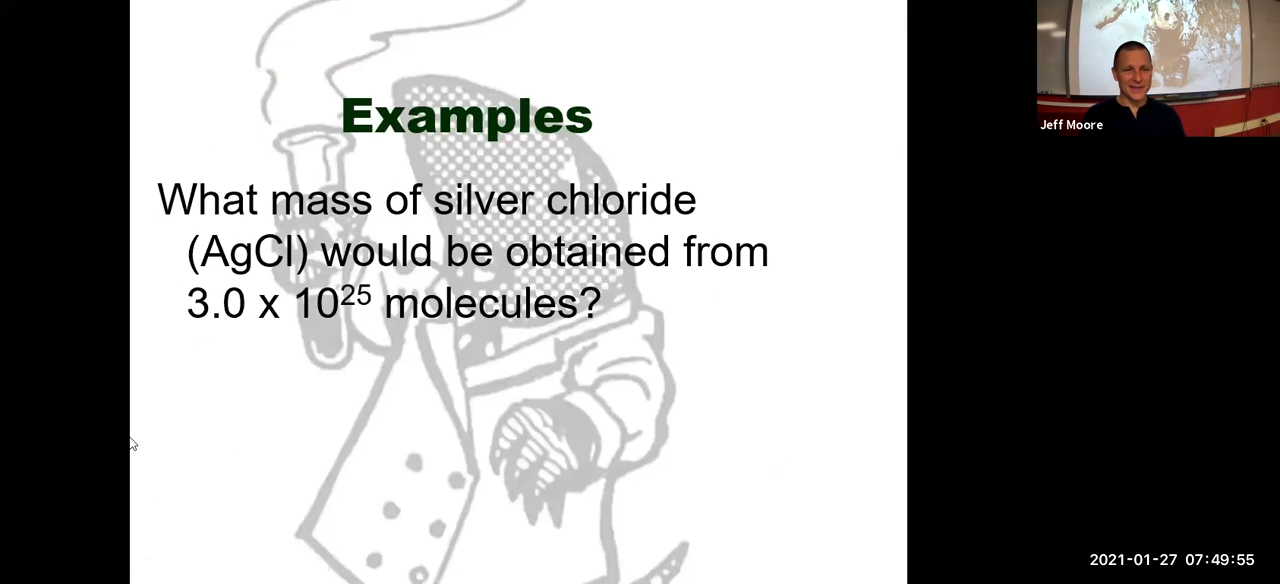 Examples
What mass of silver chloride
(AgCl) would be obtained from
3.0 x 10²⁵ molecules?
Jeff Moore
2021-01-27 07:49:55